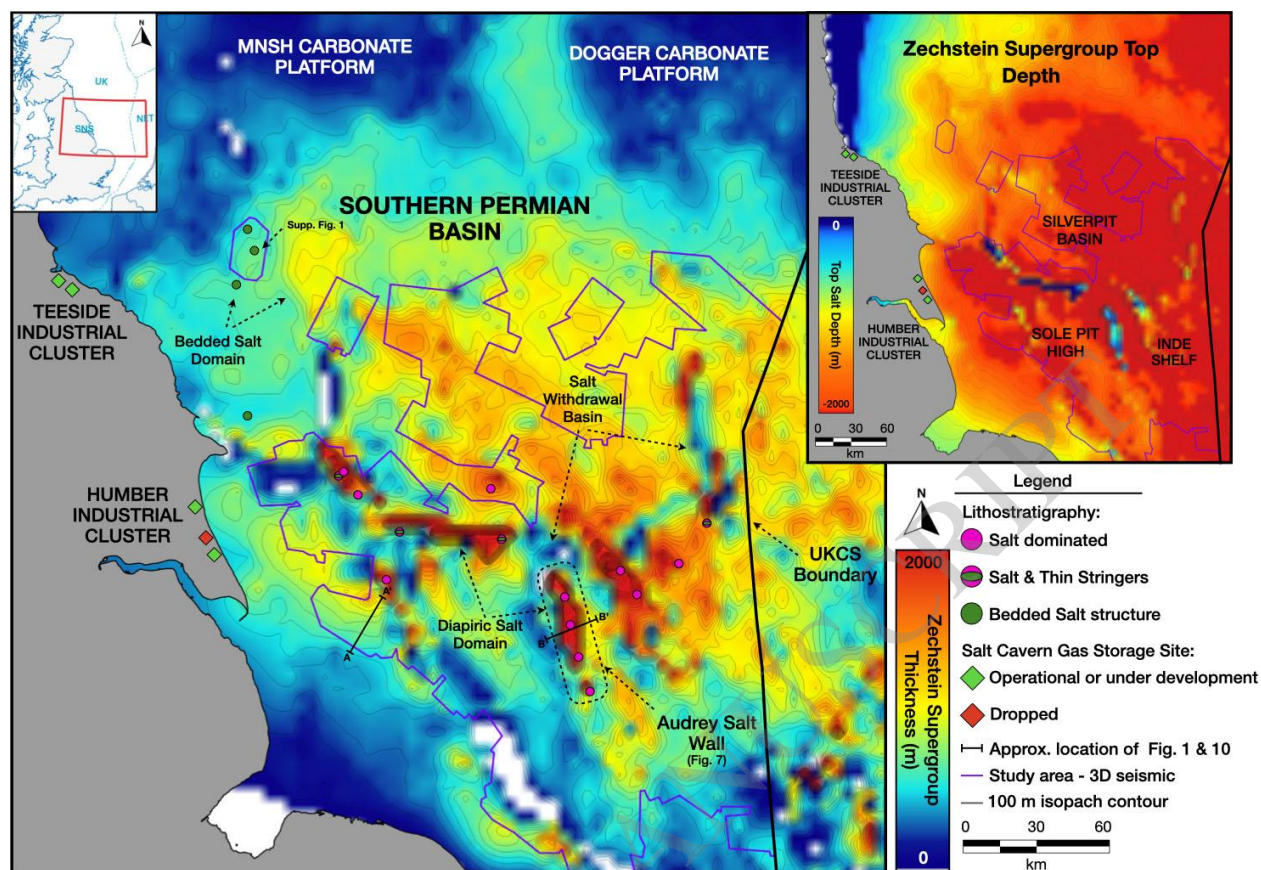 N
UK
NET
SNS
MNSH CARBONATE
PLATFORM
DOGGER CARBONATE
PLATFORM
SOUTHERN PERMIAN
BASIN
Supp. Fig. 1
TEESIDE
INDUSTRIAL
CLUSTER
Bedded Salt
Domain
Salt
Withdrawal
Basin
HUMBER
INDUSTRIAL
CLUSTER
A'
A
Diapiric Salt
Domain
B
B'
UKCS
Boundary
Audrey Salt
Wall
(Fig. 7)
Zechstein Supergroup Top
Depth
TEESIDE
INDUSTRIAL
CLUSTER
SILVERPIT
BASIN
0
Top Salt Depth (m)
-2000
HUMBER
INDUSTRIAL
CLUSTER
SOLE PIT
HIGH
INDE
SHELF
0 30 60
km
N
2000
Zechstein Supergroup
Thickness (m)
0
Legend
Lithostratigraphy:
Salt dominated
Salt & Thin Stringers
Bedded Salt structure
Salt Cavern Gas Storage Site:
Operational or under development
Dropped
Approx. location of Fig. 1 & 10
Study area - 3D seismic
100 m isopach contour
0 30 60
km